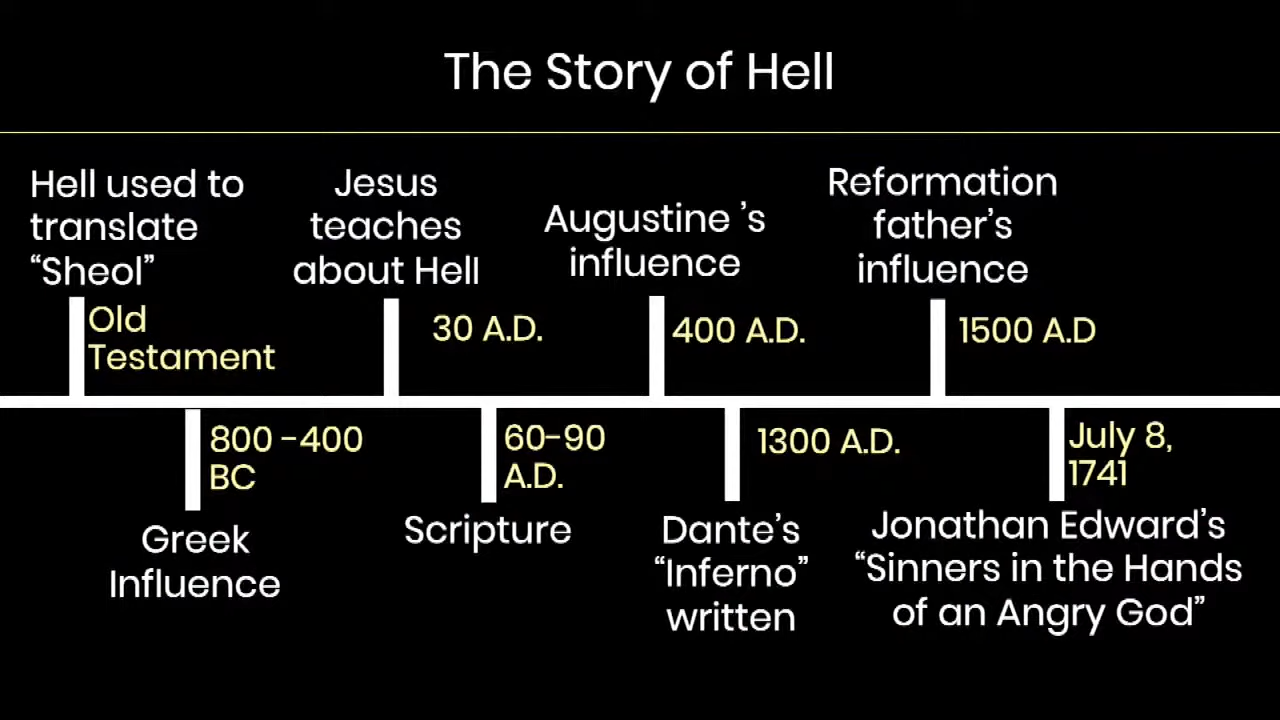 The Story of Hell
Hell used to
translate
“Sheol”
Old
Testament
Jesus
teaches
about Hell
30 A.D.
Augustine ’s
influence
400 A.D.
Reformation
father’s
influence
1500 A.D
800 -400
BC
Greek
Influence
60-90
A.D.
Scripture
1300 A.D.
Dante’s
“Inferno”
written
July 8,
1741
Jonathan Edward’s
“Sinners in the Hands
of an Angry God”